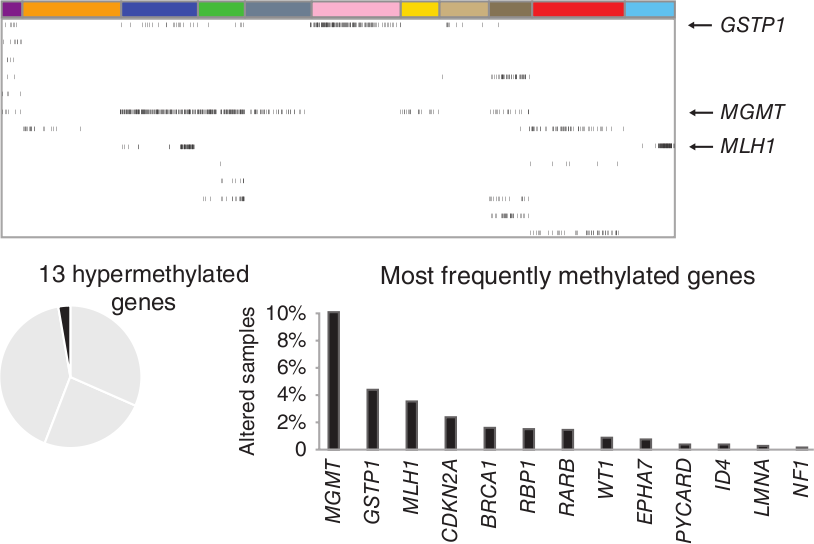 GSTP1
MGMT
MLH1
13 hypermethylated
genes
Most frequently methylated genes
Altered samples
10%
8%
6%
4%
2%
0
MGMT
GSTP1
MLH1
CDKN2A
BRCA1
RBP1
RARB
WT1
EPHA7
PYCARD
ID4
LMNA
NF1